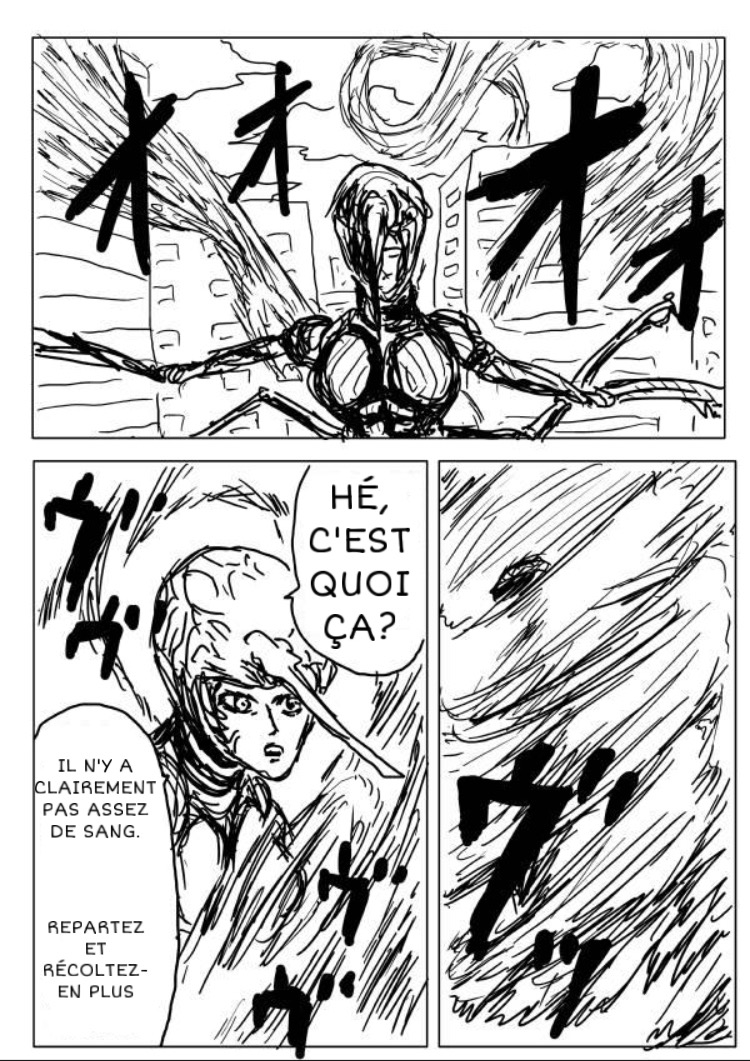 オ
オ
オ
オ
HÉ,
C'EST
QUOI
ÇA?
ヴ
ヴ
IL N'Y A
CLAIREMENT
PAS ASSEZ
DE SANG.
REPARTEZ
ET
RÉCOLTEZ-
EN PLUS
ヴ
ヴ
ヴ
ヴ